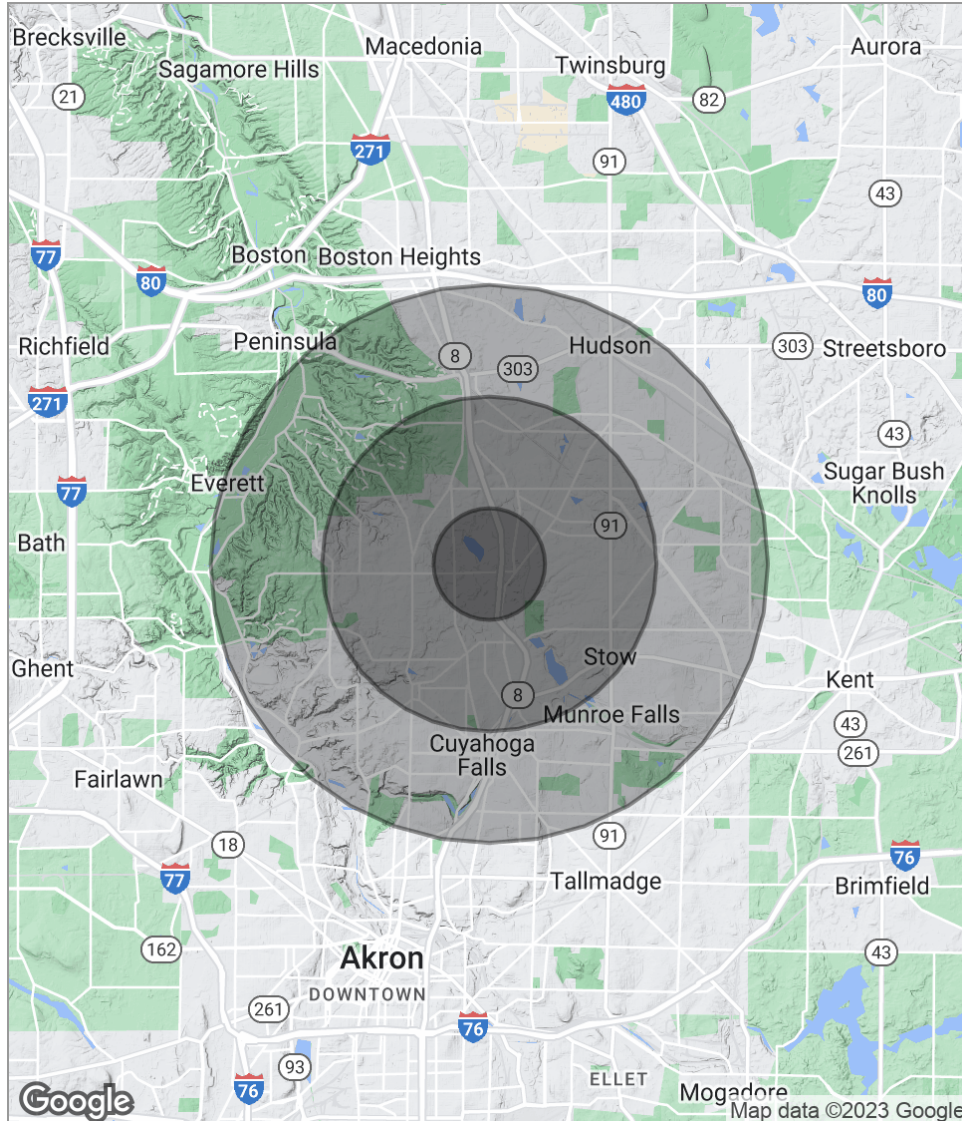 Brecksville
Macedonia
Aurora
Sagamore Hills
Twinsburg
21
480
82
271
91
43
77
Boston
Boston Heights
80
80
Richfield
Peninsula
8
303
Hudson
303
Streetsboro
271
43
Everett
77
Sugar Bush
Knolls
91
Bath
Ghent
Stow
Kent
8
Munroe Falls
43
Cuyahoga
Falls
261
Fairlawn
18
91
77
76
Tallmadge
Brimfield
162
Akron
43
DOWNTOWN
261
76
93
76
ELLET
Mogadore
Google
Map data ©2023 Google